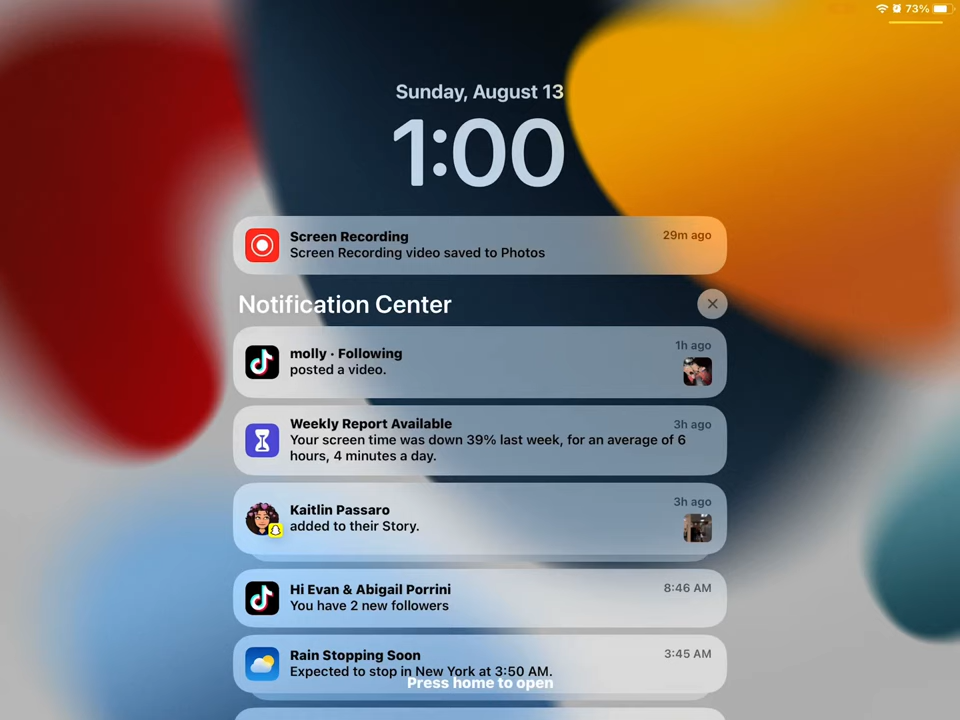 73%
Sunday, August 13
1:00
Screen Recording
29m ago
Screen Recording video saved to Photos
Notification Center
molly · Following
1h ago
posted a video.
Weekly Report Available
3h ago
Your screen time was down 39% last week, for an average of 6
hours, 4 minutes a day.
Kaitlin Passaro
3h ago
added to their Story.
Hi Evan & Abigail Porrini
8:46 AM
You have 2 new followers
Rain Stopping Soon
3:45 AM
Expected to stop in New York at 3:50 AM.
Press home to open